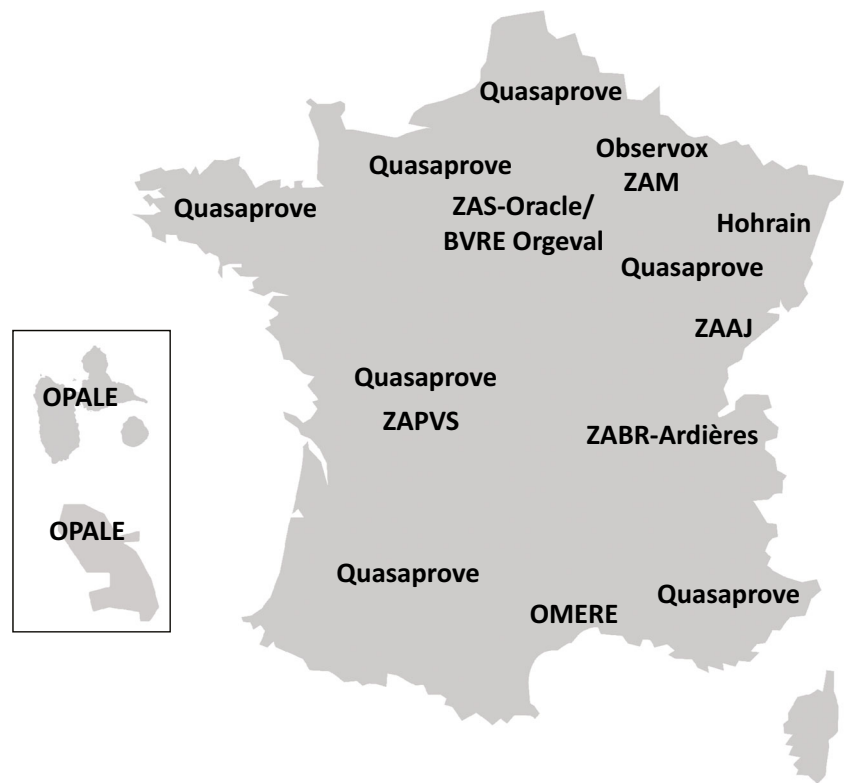 Quasaprove
Observox
ZAM
Quasaprove
Quasaprove
ZAS-Oracle/
BVRE Orgeval
Hohrain
Quasaprove
ZAAJ
Quasaprove
ZAPVS
ZABR-Ardières
OPALE
OPALE
Quasaprove
Quasaprove
OMERE